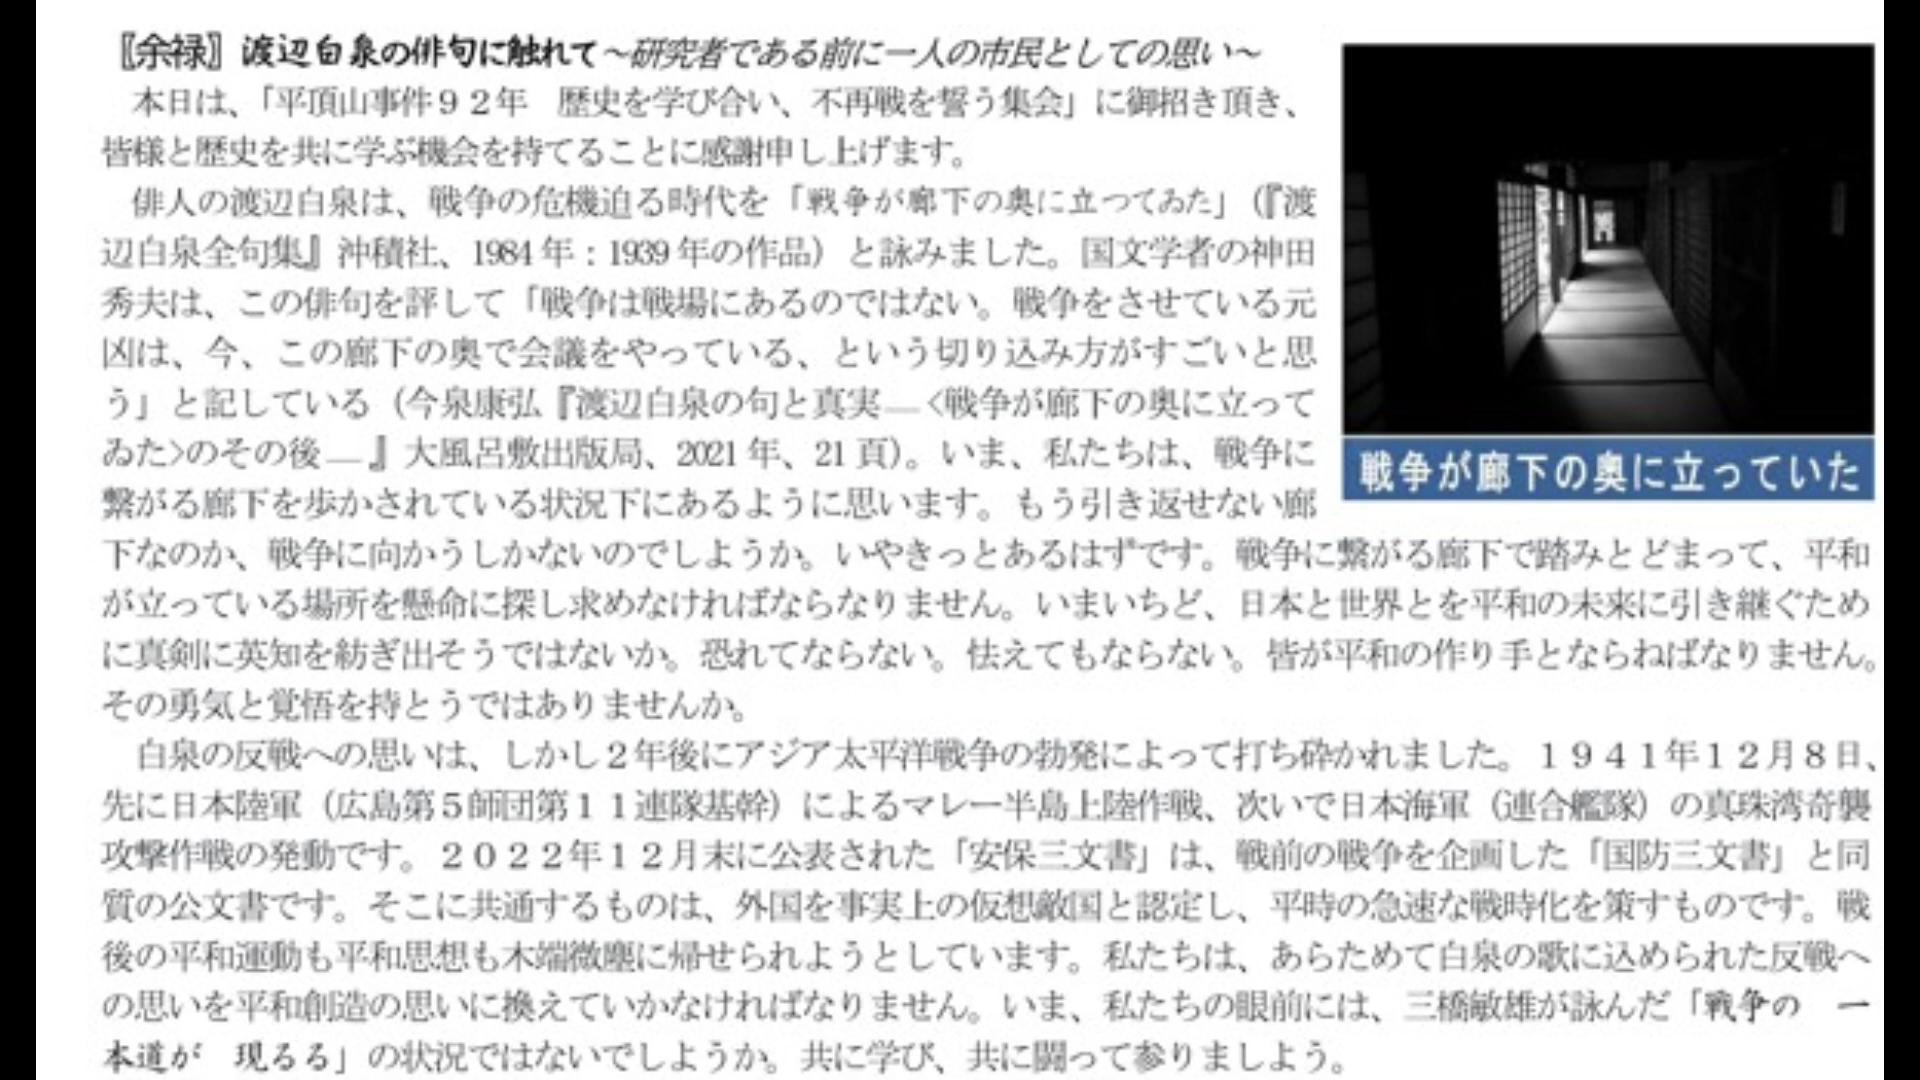 〖余禄〗渡辺白泉の俳句に触れて～研究者である前に一人の市民としての思い～
本日は、「平頂山事件９２年　歴史を学び合い、不再戦を誓う集会」に御招き頂き、
皆様と歴史を共に学ぶ機会を持てることに感謝申し上げます。
俳人の渡辺白泉は、戦争の危機迫る時代を「戦争が廊下の奥に立つてゐた」（『渡
辺白泉全句集』沖積社、1984 年：1939 年の作品）と詠みました。国文学者の神田
秀夫は、この俳句を評して「戦争は戦場にあるのではない。戦争をさせている元
凶は、今、この廊下の奥で会議をやっている、という切り込み方がすごいと思
う」と記している（今泉康弘『渡辺白泉の句と真実―<戦争が廊下の奥に立って
ゐた>のその後―』大風呂敷出版局、2021 年、21 頁）。いま、私たちは、戦争に
繋がる廊下を歩かされている状況下にあるように思います。もう引き返せない廊
下なのか、戦争に向かうしかないのでしようか。いやきっとあるはずです。戦争に繋がる廊下で踏みとどまって、平和
が立っている場所を懸命に探し求めなければならなりません。いまいちど、日本と世界とを平和の未来に引き継ぐため
に真剣に英知を紡ぎ出そうではないか。恐れてならない。怯えてもならない。皆が平和の作り手とならねばなりません。
その勇気と覚悟を持とうではありませんか。
白泉の反戦への思いは、しかし２年後にアジア太平洋戦争の勃発によって打ち砕かれました。１９４１年１２月８日、
先に日本陸軍（広島第５師団第１１連隊基幹）によるマレー半島上陸作戦、次いで日本海軍（連合艦隊）の真珠湾奇襲
攻撃作戦の発動です。２０２２年１２月末に公表された「安保三文書」は、戦前の戦争を企画した「国防三文書」と同
質の公文書です。そこに共通するものは、外国を事実上の仮想敵国と認定し、平時の急速な戦時化を策すものです。戦
後の平和運動も平和思想も木端微塵に帰せられようとしています。私たちは、あらためて白泉の歌に込められた反戦へ
の思いを平和創造の思いに換えていかなければなりません。いま、私たちの眼前には、三橋敏雄が詠んだ「戦争の　一
本道が　現るる」の状況ではないでしようか。共に学び、共に闘って参りましよう。
戦争が廊下の奥に立っていた